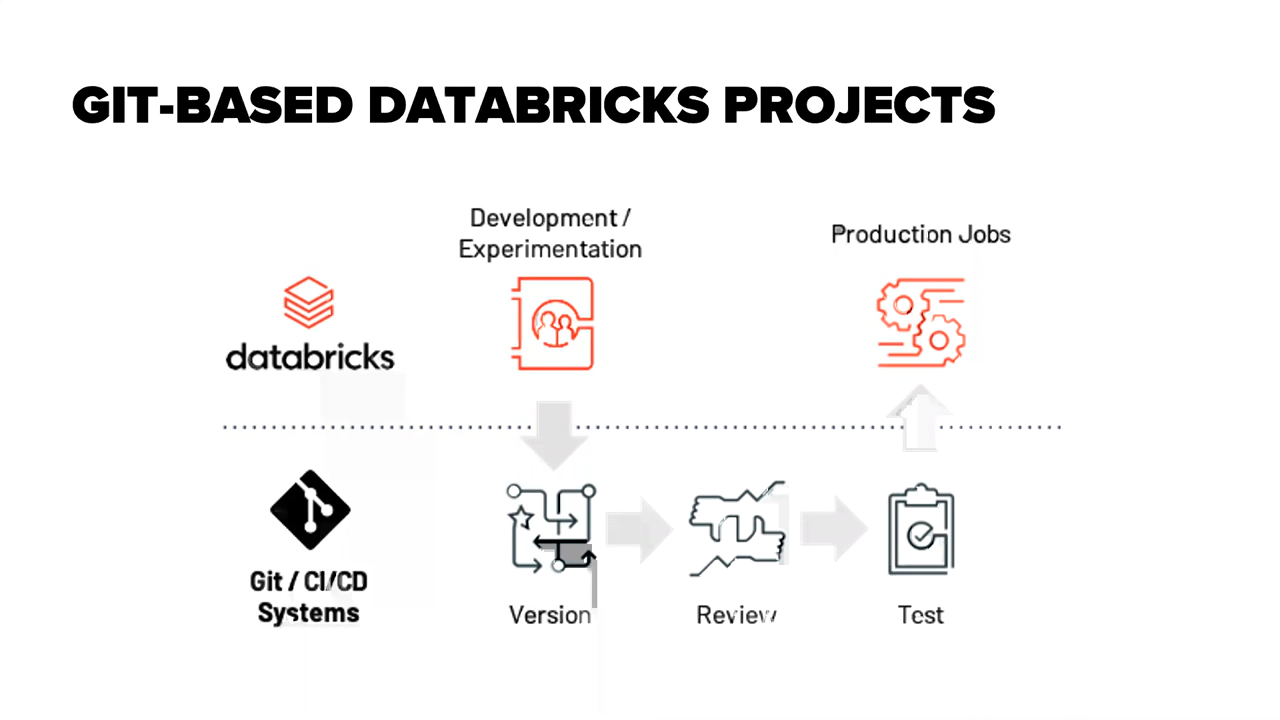 GIT-BASED DATABRICKS PROJECTS
Development /
Experimentation
Production Jobs
databricks
Git / CI/CD
Systems
Version
Review
Test